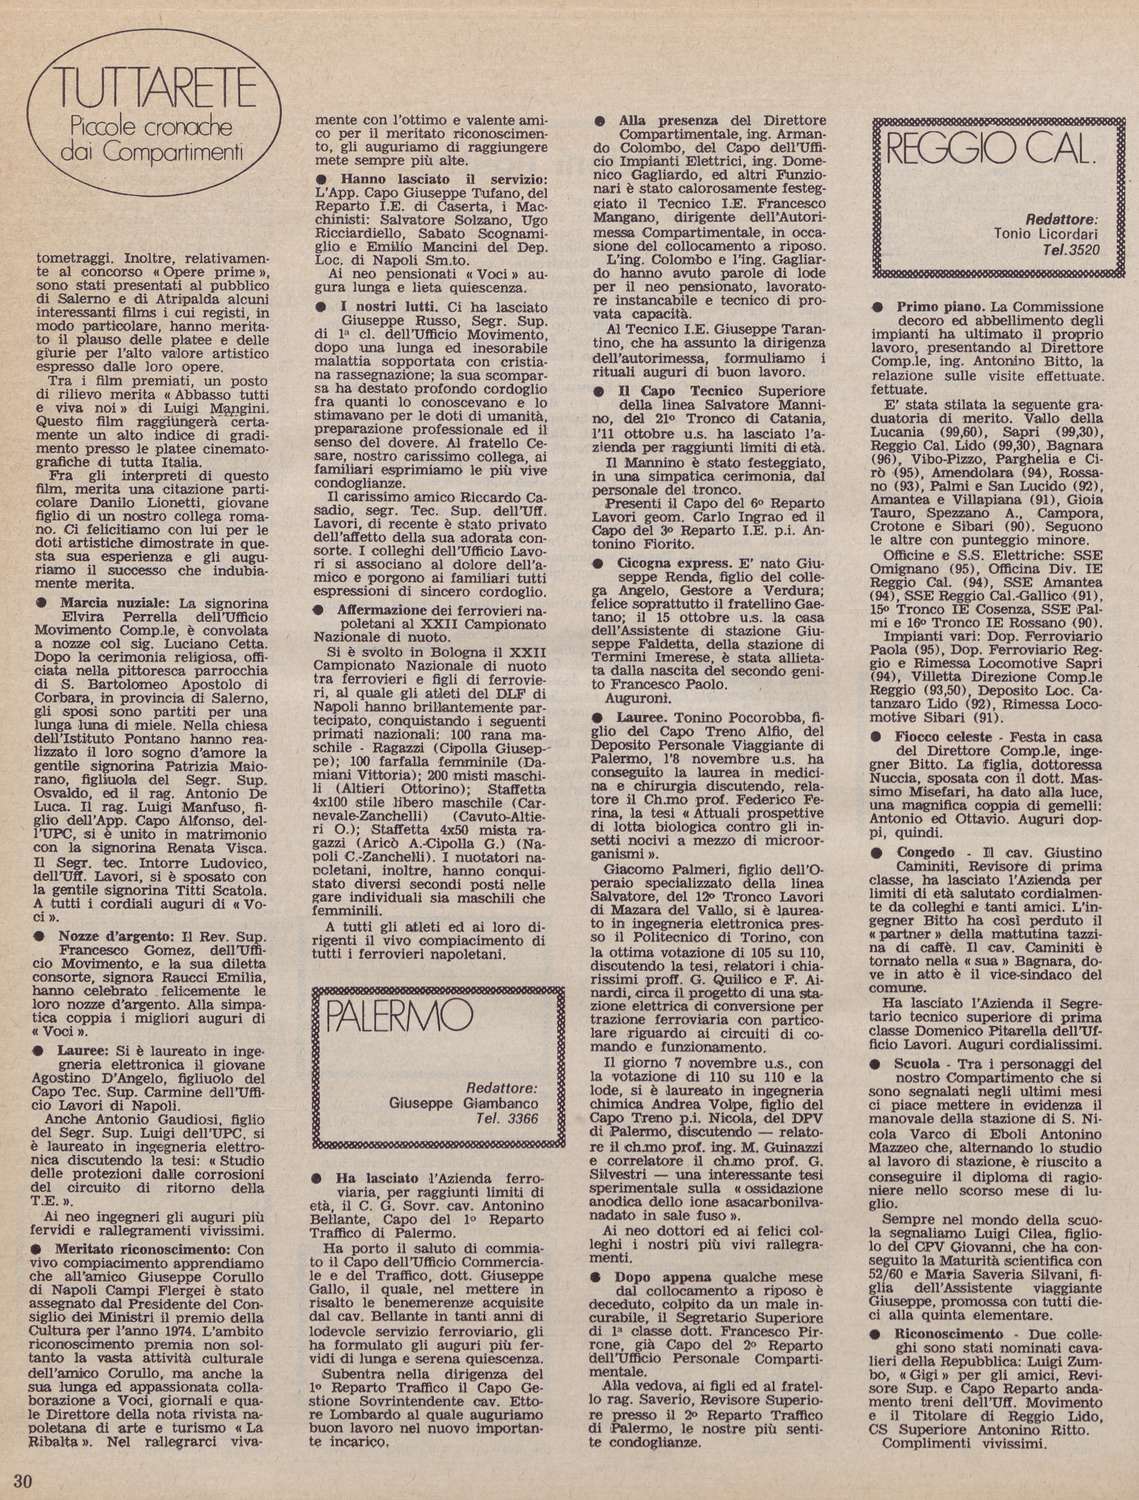 TUTTARETE
Piccole cronache
dai Compartimenti
tometraggi. Inoltre, relativamen-
te al concorso « Opere prime »,
sono stati presentati al pubblico
di Salerno e di Atripalda alcuni
interessanti films i cui registi, in
modo particolare, hanno merita-
to il plauso delle platee e delle
giurie per l'alto valore artistico
espresso dalle loro opere.
Tra i film premiati, un posto
di rilievo merita « Abbasso tutti
e viva noi » di Luigi Mangini.
Questo film raggiungerà certa-
mente un alto indice di gradi-
mento presso le platee cinemato-
grafiche di tutta Italia.
Fra gli interpreti di questo
film, merita una citazione parti-
colare Danilo Lionetti, giovane
figlio di un nostro collega roma-
no. Ci felicitiamo con lui per le
doti artistiche dimostrate in que-
sta sua esperienza e gli augu-
riamo il successo che indubia-
mente merita.
● Marcia nuziale: La signorina
Elvira Perrella dell'Ufficio
Movimento Comp.le, è convolata
a nozze col sig. Luciano Cetta.
Dopo la cerimonia religiosa, offi-
ciata nella pittoresca parrocchia
di S. Bartolomeo Apostolo di
Corbara, in provincia di Salerno,
gli sposi sono partiti per una
lunga luna di miele. Nella chiesa
dell'Istituto Pontano hanno rea-
lizzato il loro sogno d'amore la
gentile signorina Patrizia Maio-
rano, figliuola del Segr. Sup.
Osvaldo, ed il rag. Antonio De
Luca. Il rag. Luigi Manfuso, fi-
glio dell'App. Capo Alfonso, del-
l'UPC, si è unito in matrimonio
con la signorina Renata Visca.
Il Segr. tec. Intorre Ludovico,
dell'Uff. Lavori, si è sposato con
la gentile signorina Titti Scatola.
A tutti i cordiali auguri di « Vo-
ci ».
● Nozze d'argento: Il Rev. Sup.
Francesco Gomez, dell'Uffi-
cio Movimento, e la sua diletta
consorte, signora Raucci Emilia,
hanno celebrato felicemente le
loro nozze d'argento. Alla simpa-
tica coppia i migliori auguri di
« Voci ».
● Lauree: Si è laureato in inge-
gneria elettronica il giovane
Agostino D'Angelo, figliuolo del
Capo Tec. Sup. Carmine dell'Uffi-
cio Lavori di Napoli.
Anche Antonio Gaudiosi, figlio
del Segr. Sup. Luigi dell'UPC, si
è laureato in ingegneria elettro-
nica discutendo la tesi: « Studio
delle protezioni dalle corrosioni
del circuito di ritorno della
T.E. ».
Ai neo ingegneri gli auguri più
fervidi e rallegramenti vivissimi.
● Meritato riconoscimento: Con
vivo compiacimento apprendiamo
che all'amico Giuseppe Corullo
di Napoli Campi Flergei è stato
assegnato dal Presidente del Con-
siglio dei Ministri il premio della
Cultura per l'anno 1974. L'ambito
riconoscimento premia non sol-
tanto la vasta attività culturale
dell'amico Corullo, ma anche la
sua lunga ed appassionata colla-
borazione a Voci, giornali e qua-
le Direttore della nota rivista na-
poletana di arte e turismo « La
Ribalta ». Nel rallegrarci viva-
mente con l'ottimo e valente ami-
co per il meritato riconoscimen-
to, gli auguriamo di raggiungere
mete sempre più alte.
● Hanno lasciato il servizio:
L'App. Capo Giuseppe Tufano, del
Reparto I.E. di Caserta, i Mac-
chinisti: Salvatore Solzano, Ugo
Ricciardiello, Sabato Scognami-
glio e Emilio Mancini del Dep.
Loc. di Napoli Sm.to.
Ai neo pensionati « Voci » au-
gura lunga e lieta quiescenza.
● I nostri lutti. Ci ha lasciato
Giuseppe Russo, Segr. Sup.
di 1ª cl. dell'Ufficio Movimento,
dopo una lunga ed inesorabile
malattia sopportata con cristia-
na rassegnazione; la sua scompar-
sa ha destato profondo cordoglio
fra quanti lo conoscevano e lo
stimavano per le doti di umanità,
preparazione professionale ed il
senso del dovere. Al fratello Ce-
sare, nostro carissimo collega, ai
familiari esprimiamo le più vive
condoglianze.
Il carissimo amico Riccardo Ca-
sadio, segr. Tec. Sup. dell'Uff.
Lavori, di recente è stato privato
dell'affetto della sua adorata con-
sorte. I colleghi dell'Ufficio Lavo-
ri si associano al dolore dell'a-
mico e porgono ai familiari tutti
espressioni di sincero cordoglio.
● Affermazione dei ferrovieri na-
poletani al XXII Campionato
Nazionale di nuoto.
Si è svolto in Bologna il XXII
Campionato Nazionale di nuoto
tra ferrovieri e figli di ferrovie-
ri, al quale gli atleti del DLF di
Napoli hanno brillantemente par-
tecipato, conquistando i seguenti
primati nazionali: 100 rana ma-
schile - Ragazzi (Cipolla Giusep-
pe); 100 farfalla femminile (Da-
miani Vittoria); 200 misti maschi-
li (Altieri Ottorino); Staffetta
4x100 stile libero maschile (Car-
nevale-Zanchelli) (Cavuto-Altie-
ri O.); Staffetta 4x50 mista ra-
gazzi (Aricò A.-Cipolla G.) (Na-
poli C.-Zanchelli). I nuotatori na-
poletani, inoltre, hanno conqui-
stato diversi secondi posti nelle
gare individuali sia maschili che
femminili.
A tutti gli atleti ed ai loro di-
rigenti il vivo compiacimento di
tutti i ferrovieri napoletani.
PALERMO
Redattore:
Giuseppe Giambanco
Tel. 3366
● Ha lasciato l'Azienda ferro-
viaria, per raggiunti limiti di
età, il C. G. Sovr. cav. Antonino
Bellante, Capo del 1º Reparto
Traffico di Palermo.
Ha porto il saluto di commia-
to il Capo dell'Ufficio Commercia-
le e del Traffico, dott. Giuseppe
Gallo, il quale, nel mettere in
risalto le benemerenze acquisite
dal cav. Bellante in tanti anni di
lodevole servizio ferroviario, gli
ha formulato gli auguri più fer-
vidi di lunga e serena quiescenza.
Subentra nella dirigenza del
1º Reparto Traffico il Capo Ge-
stione Sovrintendente cav. Etto-
re Lombardo al quale auguriamo
buon lavoro nel nuovo importan-
te incarico.
● Alla presenza del Direttore
Compartimentale, ing. Arman-
do Colombo, del Capo dell'Uffi-
cio Impianti Elettrici, ing. Dome-
nico Gagliardo, ed altri Funzio-
nari è stato calorosamente festeg-
giato il Tecnico I.E. Francesco
Mangano, dirigente dell'Autori-
messa Compartimentale, in occa-
sione del collocamento a riposo.
L'ing. Colombo e l'ing. Gagliar-
do hanno avuto parole di lode
per il neo pensionato, lavorato-
re instancabile e tecnico di pro-
vata capacità.
Al Tecnico I.E. Giuseppe Taran-
tino, che ha assunto la dirigenza
dell'autorimessa, formuliamo i
rituali auguri di buon lavoro.
● Il Capo Tecnico Superiore
della linea Salvatore Manni-
no, del 21º Tronco di Catania,
l'11 ottobre u.s. ha lasciato l'a-
zienda per raggiunti limiti di età.
Il Mannino è stato festeggiato,
in una simpatica cerimonia, dal
personale del tronco.
Presenti il Capo del 6º Reparto
Lavori geom. Carlo Ingrao ed il
Capo del 3º Reparto I.E. p.i. An-
tonino Fiorito.
● Cicogna express. E' nato Giu-
seppe Renda, figlio del colle-
ga Angelo, Gestore a Verdura;
felice soprattutto il fratellino Gae-
tano; il 15 ottobre u.s. la casa
dell'Assistente di stazione Giu-
seppe Faldetta, della stazione di
Termini Imerese, è stata allieta-
ta dalla nascita del secondo geni-
to Francesco Paolo.
Auguroni.
● Lauree. Tonino Pocorobba, fi-
glio del Capo Treno Alfio, del
Deposito Personale Viaggiante di
Palermo, l'8 novembre u.s. ha
conseguito la laurea in medici-
na e chirurgia discutendo, rela-
tore il Ch.mo prof. Federico Fe-
rina, la tesi « Attuali prospettive
di lotta biologica contro gli in-
setti nocivi a mezzo di microor-
ganismi ».
Giacomo Palmeri, figlio dell'O-
peraio specializzato della linea
Salvatore, del 12º Tronco Lavori
di Mazara del Vallo, si è laurea-
to in ingegneria elettronica pres-
so il Politecnico di Torino, con
la ottima votazione di 105 su 110,
discutendo la tesi, relatori i chia-
rissimi proff. G. Quilico e F. Ai-
nardi, circa il progetto di una sta-
zione elettrica di conversione per
trazione ferroviaria con partico-
lare riguardo ai circuiti di co-
mando e funzionamento.
Il giorno 7 novembre u.s., con
la votazione di 110 su 110 e la
lode, si è laureato in ingegneria
chimica Andrea Volpe, figlio del
Capo Treno p.i. Nicola, del DPV
di Palermo, discutendo — relato-
re il ch.mo prof. ing. M. Guinazzi
e correlatore il ch.mo prof. G.
Silvestri — una interessante tesi
sperimentale sulla « ossidazione
anodica dello ione asacarbonilva-
nadato in sale fuso ».
Ai neo dottori ed ai felici col-
leghi i nostri più vivi rallegra-
menti.
● Dopo appena qualche mese
dal collocamento a riposo è
deceduto, colpito da un male in-
curabile, il Segretario Superiore
di 1ª classe dott. Francesco Pir-
rone, già Capo del 2º Reparto
dell'Ufficio Personale Comparti-
mentale.
Alla vedova, ai figli ed al fratel-
lo rag. Saverio, Revisore Superio-
re presso il 2º Reparto Traffico
di Palermo, le nostre più senti-
te condoglianze.
REGGIO CAL.
Redattore:
Tonio Licordari
Tel. 3520
● Primo piano. La Commissione
decoro ed abbellimento degli
impianti ha ultimato il proprio
lavoro, presentando al Direttore
Comp.le, ing. Antonino Bitto, la
relazione sulle visite effettuate.
fettuate.
E' stata stilata la seguente gra-
duatoria di merito. Vallo della
Lucania (99,60), Sapri (99,30),
Reggio Cal. Lido (99,30), Bagnara
(96), Vibo-Pizzo, Parghelia e Ci-
rò (95), Amendolara (94), Rossa-
no (93), Palmi e San Lucido (92),
Amantea e Villapiana (91), Gioia
Tauro, Spezzano A., Campora,
Crotone e Sibari (90). Seguono
le altre con punteggio minore.
Officine e S.S. Elettriche: SSE
Omignano (95), Officina Div. IE
Reggio Cal. (94), SSE Amantea
(94), SSE Reggio Cal.-Gallico (91),
15º Tronco IE Cosenza, SSE Pal-
mi e 16º Tronco IE Rossano (90).
Impianti vari: Dop. Ferroviario
Paola (95), Dop. Ferroviario Reg-
gio e Rimessa Locomotive Sapri
(94), Villetta Direzione Comp.le
Reggio (93,50), Deposito Loc. Ca-
tanzaro Lido (92), Rimessa Loco-
motive Sibari (91).
● Fiocco celeste - Festa in casa
del Direttore Comp.le, inge-
gner Bitto. La figlia, dottoressa
Nuccia, sposata con il dott. Mas-
simo Misefari, ha dato alla luce,
una magnifica coppia di gemelli:
Antonio ed Ottavio. Auguri dop-
pi, quindi.
● Congedo - Il cav. Giustino
Caminiti, Revisore di prima
classe, ha lasciato l'Azienda per
limiti di età salutato cordialmen-
te da colleghi e tanti amici. L'in-
gegner Bitto ha così perduto il
« partner » della mattutina tazzi-
na di caffè. Il cav. Caminiti è
tornato nella « sua » Bagnara, do-
ve in atto è il vice-sindaco del
comune.
Ha lasciato l'Azienda il Segre-
tario tecnico superiore di prima
classe Domenico Pitarella dell'Uf-
ficio Lavori. Auguri cordialissimi.
● Scuola - Tra i personaggi del
nostro Compartimento che si
sono segnalati negli ultimi mesi
ci piace mettere in evidenza il
manovale della stazione di S. Ni-
cola Varco di Eboli Antonino
Mazzeo che, alternando lo studio
al lavoro di stazione, è riuscito a
conseguire il diploma di ragio-
niere nello scorso mese di lu-
glio.
Sempre nel mondo della scuo-
la segnaliamo Luigi Cilea, figlio-
lo del CPV Giovanni, che ha con-
seguito la Maturità scientifica con
52/60 e Maria Saveria Silvani, fi-
glia dell'Assistente viaggiante
Giuseppe, promossa con tutti die-
ci alla quinta elementare.
● Riconoscimento - Due colle-
ghi sono stati nominati cava-
lieri della Repubblica: Luigi Zum-
bo, « Gigi » per gli amici, Revi-
sore Sup. e Capo Reparto anda-
mento treni dell'Uff. Movimento
e il Titolare di Reggio Lido,
CS Superiore Antonino Ritto.
Complimenti vivissimi.
30